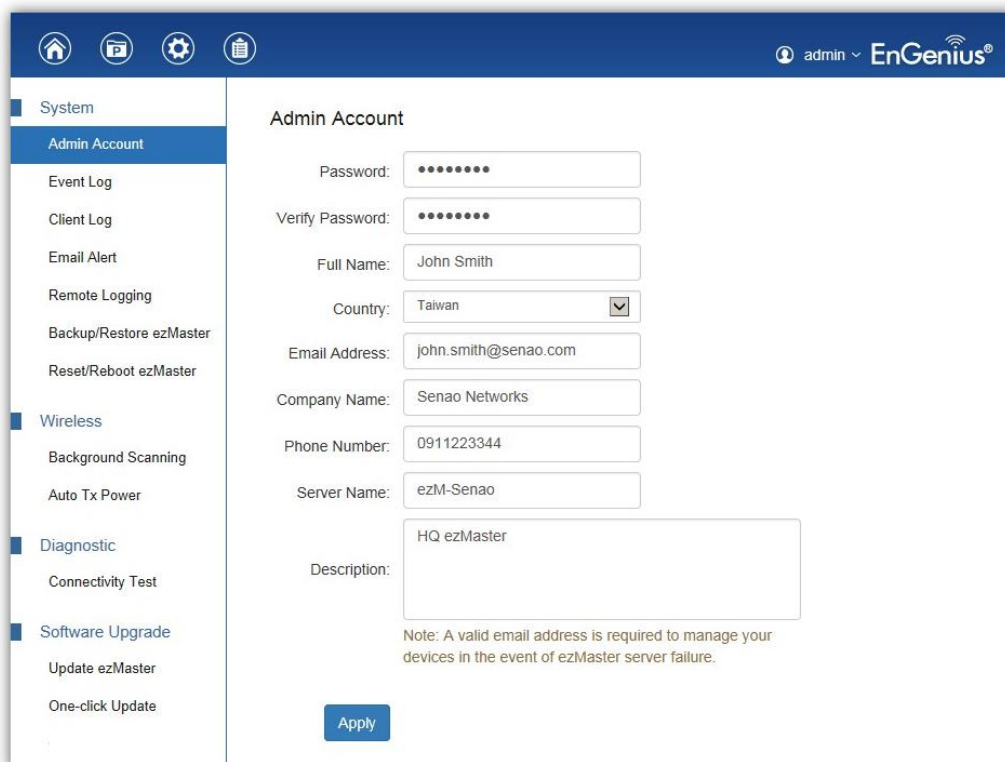 admin
EnGenius®
System
Admin Account
Event Log
Client Log
Email Alert
Remote Logging
Backup/Restore ezMaster
Reset/Reboot ezMaster
Wireless
Background Scanning
Auto Tx Power
Diagnostic
Connectivity Test
Software Upgrade
Update ezMaster
One-click Update
Admin Account
Password: ●●●●●●●●
Verify Password: ●●●●●●●●
Full Name: John Smith
Country: Taiwan
Email Address: john.smith@senao.com
Company Name: Senao Networks
Phone Number: 0911223344
Server Name: ezM-Senao
Description: HQ ezMaster
Note: A valid email address is required to manage your
devices in the event of ezMaster server failure.
Apply